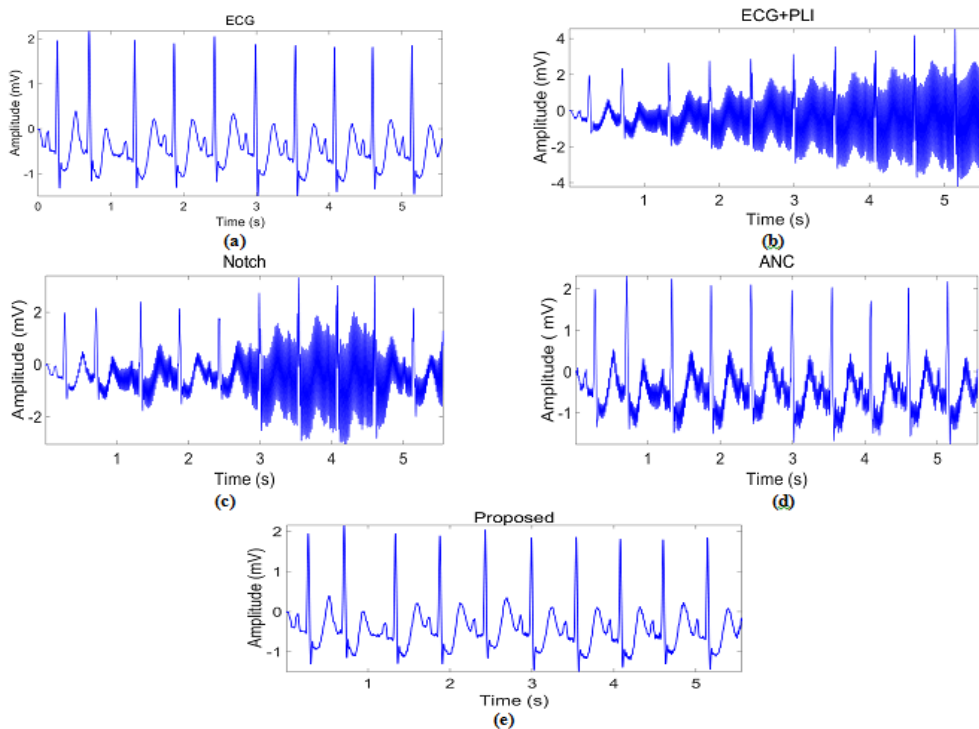 ECG
Amplitude (mV)
2
1
0
-1
0
1
2
3
4
5
Time (s)
(a)
ECG+PLI
Amplitude (mV)
4
2
0
-2
-4
1
2
3
4
5
Time (s)
(b)
Notch
Amplitude (mV)
2
0
-2
1
2
3
4
5
Time (s)
(c)
ANC
Amplitude ( mV)
2
1
0
-1
1
2
3
4
5
Time (s)
(d)
Proposed
Amplitude (mV)
2
1
0
-1
1
2
3
4
5
Time (s)
(e)